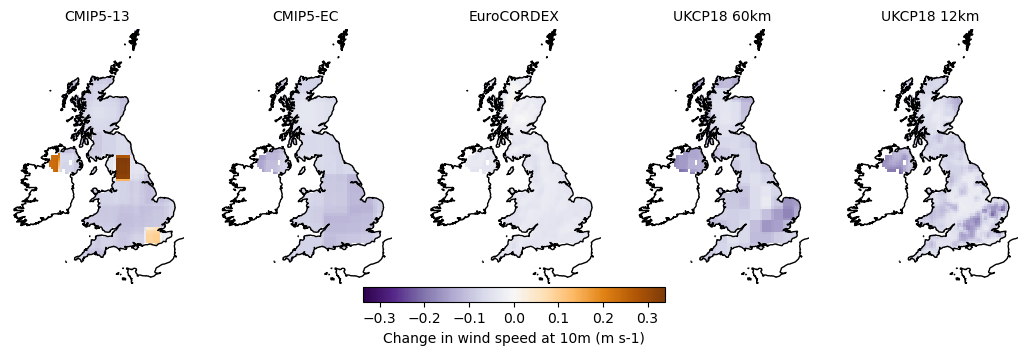 CMIP5-13 CMIP5-EC EuroCORDEX UKCP18 60km UKCP18 12km
−0.3 −0.2 −0.1 0.0 0.1 0.2 0.3
Change in wind speed at 10m (m s-1)